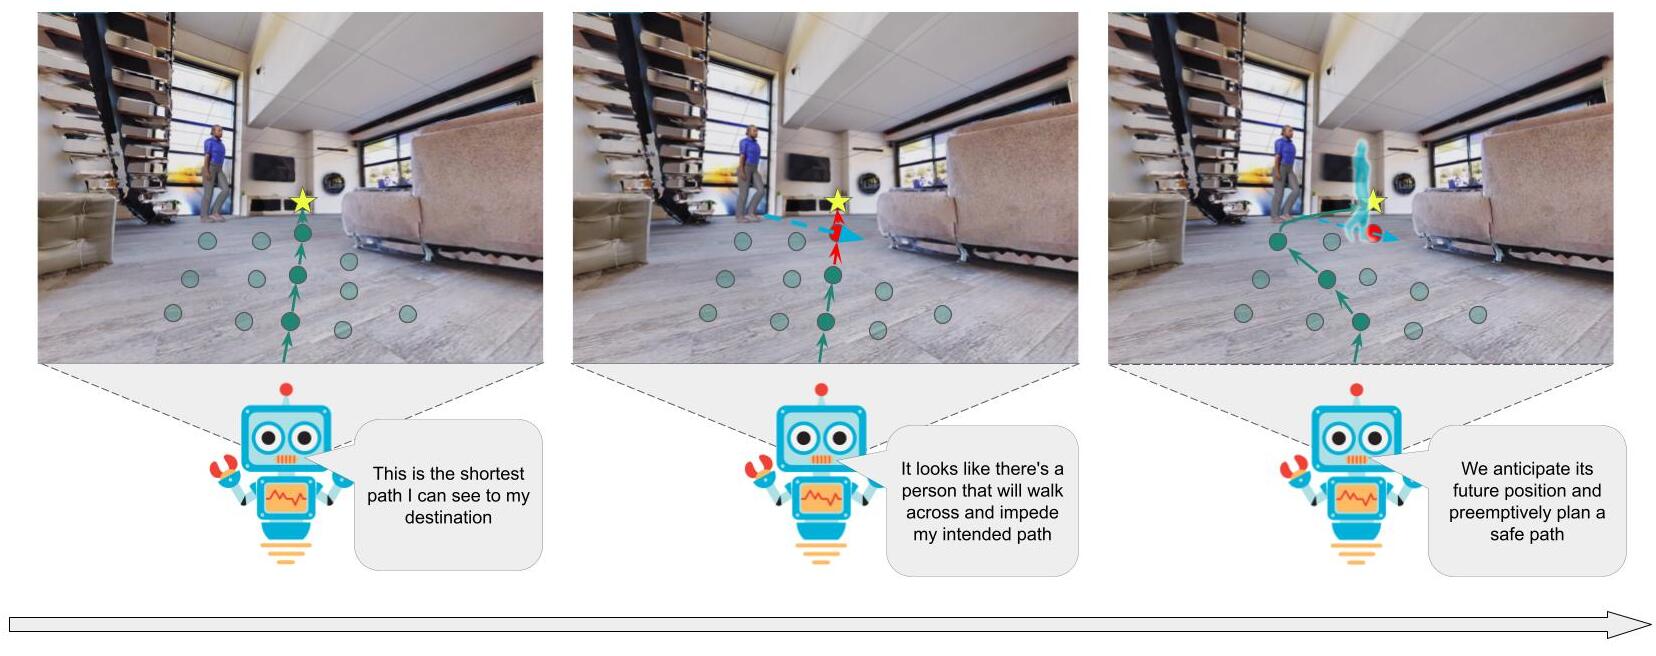 This is the shortest
path I can see to my
destination
It looks like there's a
person that will walk
across and impede
my intended path
We anticipate its
future position and
preemptively plan a
safe path